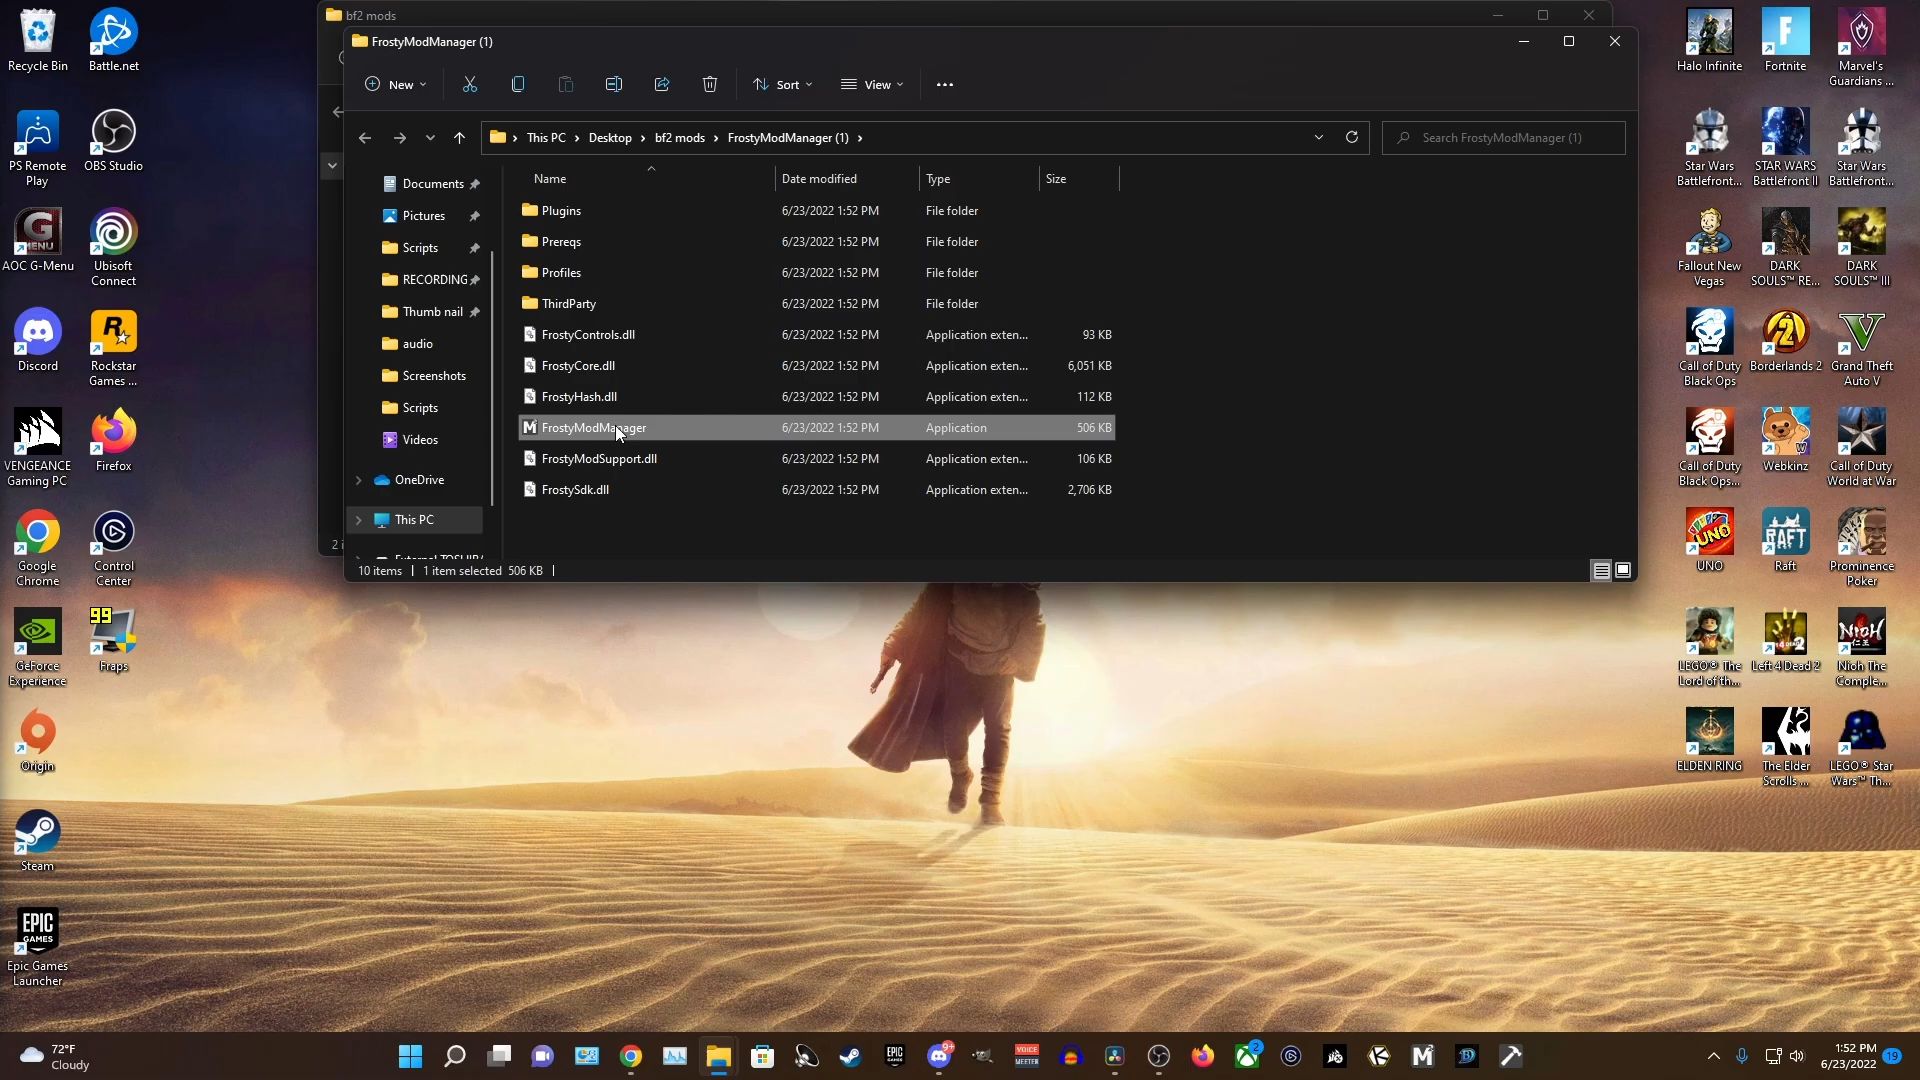 bf2 mods
FrostyModManager (1)
New
Sort
View
This PC
Desktop
bf2 mods
FrostyModManager (1)
Search FrostyModManager (1)
Documents
Pictures
Scripts
RECORDING
Thumb nail
audio
Screenshots
Scripts
Videos
OneDrive
This PC
Name
Date modified
Type
Size
Plugins 6/23/2022 1:52 PM File folder
Prereqs 6/23/2022 1:52 PM File folder
Profiles 6/23/2022 1:52 PM File folder
ThirdParty 6/23/2022 1:52 PM File folder
FrostyControls.dll 6/23/2022 1:52 PM Application exten... 93 KB
FrostyCore.dll 6/23/2022 1:52 PM Application exten... 6,051 KB
FrostyHash.dll 6/23/2022 1:52 PM Application exten... 112 KB
FrostyModManager 6/23/2022 1:52 PM Application 506 KB
FrostyModSupport.dll 6/23/2022 1:52 PM Application exten... 106 KB
FrostySdk.dll 6/23/2022 1:52 PM Application exten... 2,706 KB
10 items
1 item selected 506 KB
Recycle Bin
Battle.net
PS Remote
Play
OBS Studio
AOC G-Menu
Ubisoft
Connect
Discord
Rockstar
Games ...
VENGEANCE
Gaming PC
Firefox
Google
Chrome
Control
Center
GeForce
Experience
99
Fraps
Origin
Steam
EPIC
GAMES
Epic Games
Launcher
Halo Infinite
Fortnite
Marvel's
Guardians ...
Star Wars
Battlefront...
STAR WARS
Battlefront II
Star Wars
Battlefront...
Fallout New
Vegas
DARK
SOULS™ RE...
DARK
SOULS™ III
Call of Duty
Black Ops
Borderlands 2
Grand Theft
Auto V
Call of Duty
Black Ops...
Webkinz
Call of Duty
World at War
UNO
UNO
RAFT
Raft
Prominence
Poker
LEGO® The
Lord of th...
Left 4 Dead 2
NIOH
Nioh The
Comple...
ELDEN RING
The Elder
Scrolls ...
LEGO® Star
Wars™ Th...
72°F
Cloudy
EPIC
9+
VOICE
MEETER
2
1:52 PM
6/23/2022
19